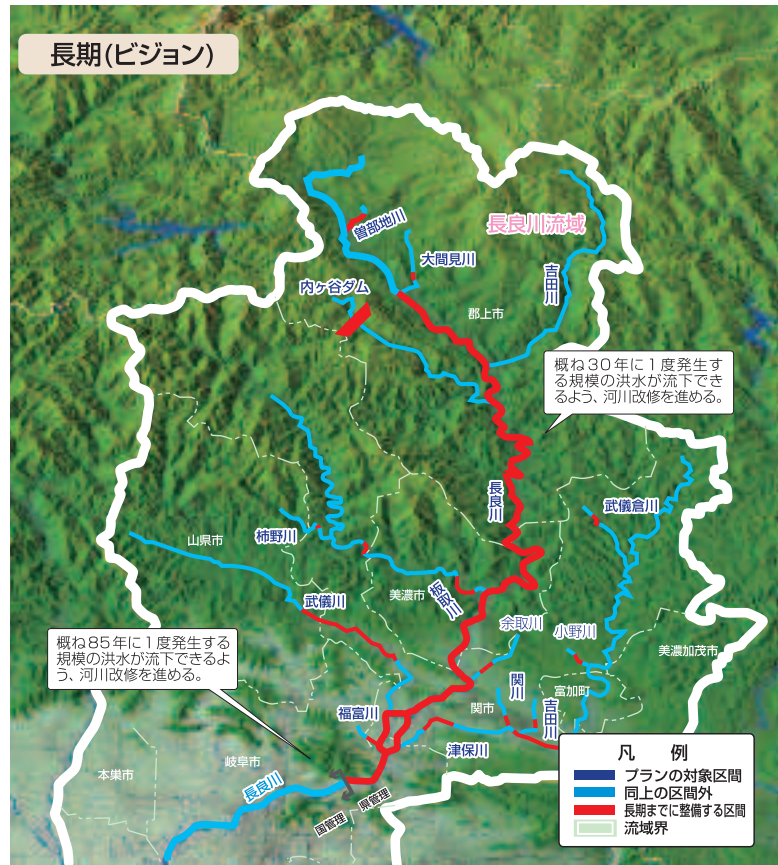 長期(ビジョン)
曽部地川
長良川流域
大間見川
吉田川
内ヶ谷ダム
郡上市
概ね30年に1度発生す
る規模の洪水が流下でき
るよう、河川改修を進める。
長良川
武儀倉川
柿野川
山県市
板取川
美濃市
武儀川
余取川
小野川
美濃加茂市
概ね85年に1度発生する
規模の洪水が流下できるよ
う、河川改修を進める。
関川
富加町
吉田川
関市
福富川
津保川
岐阜市
本巣市
長良川
国管理
県管理
凡 例
プランの対象区間
同上の区間外
長期までに整備する区間
流域界